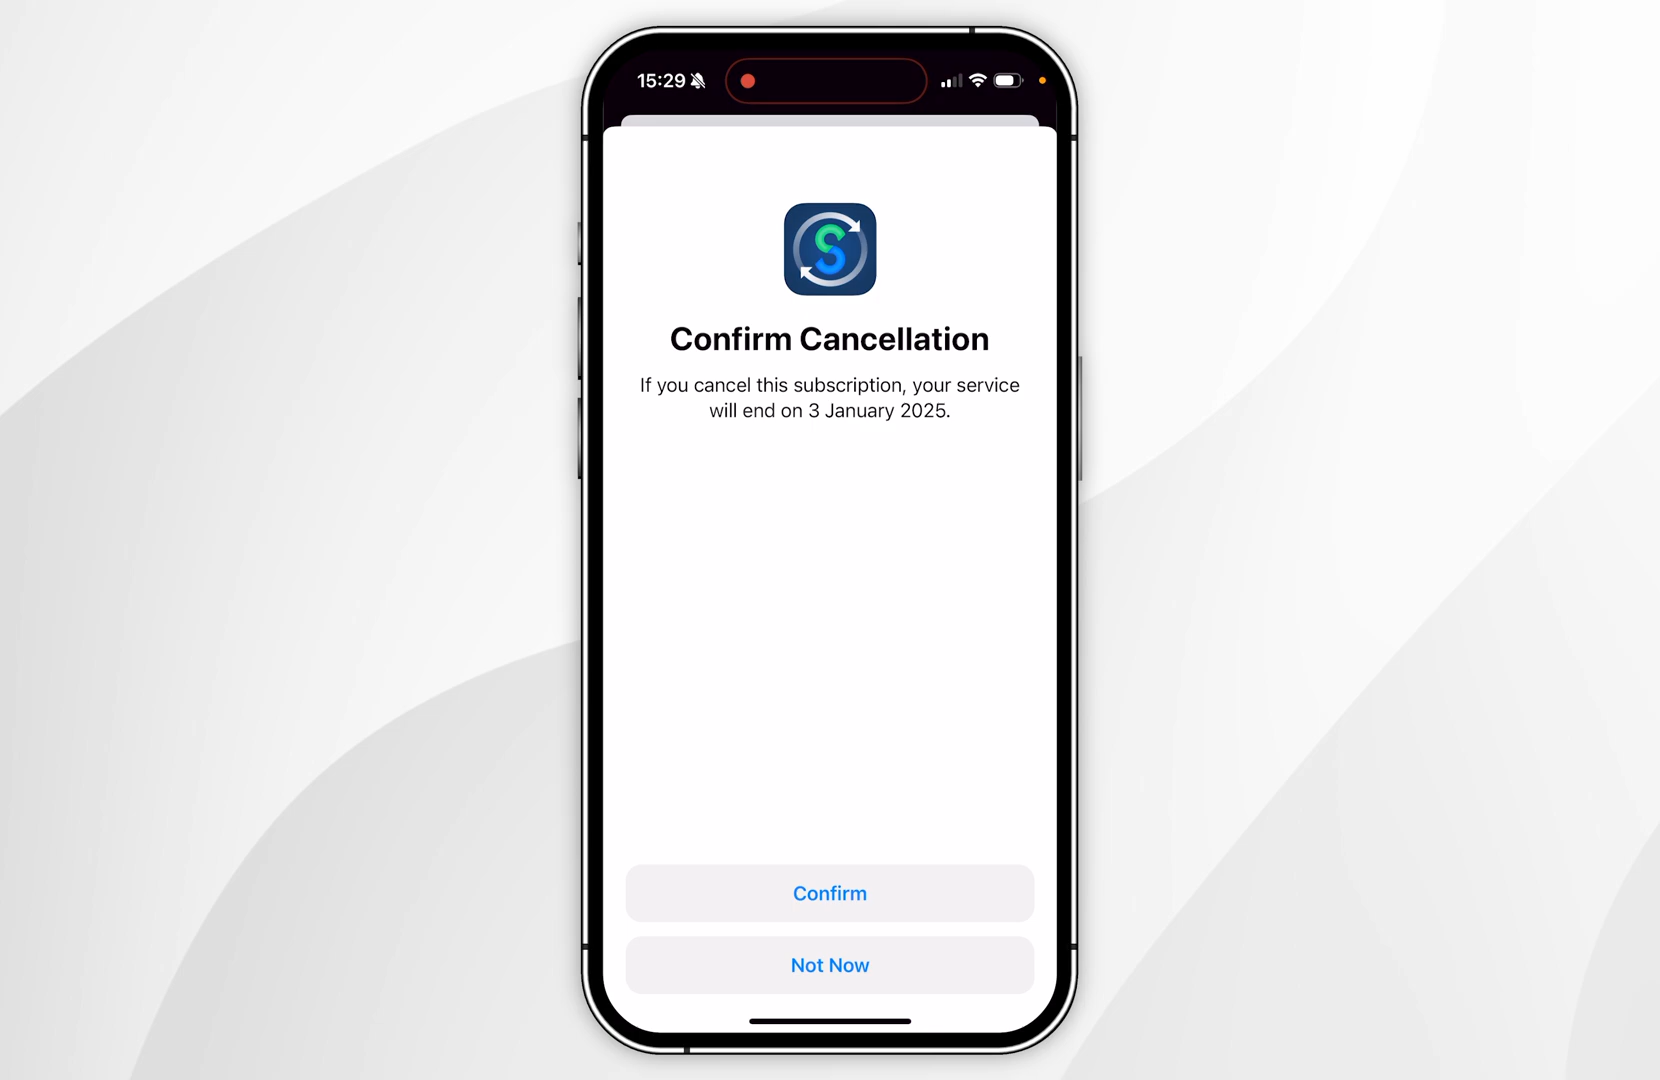 15:29
S
Confirm Cancellation
If you cancel this subscription, your service
will end on 3 January 2025.
Confirm
Not Now